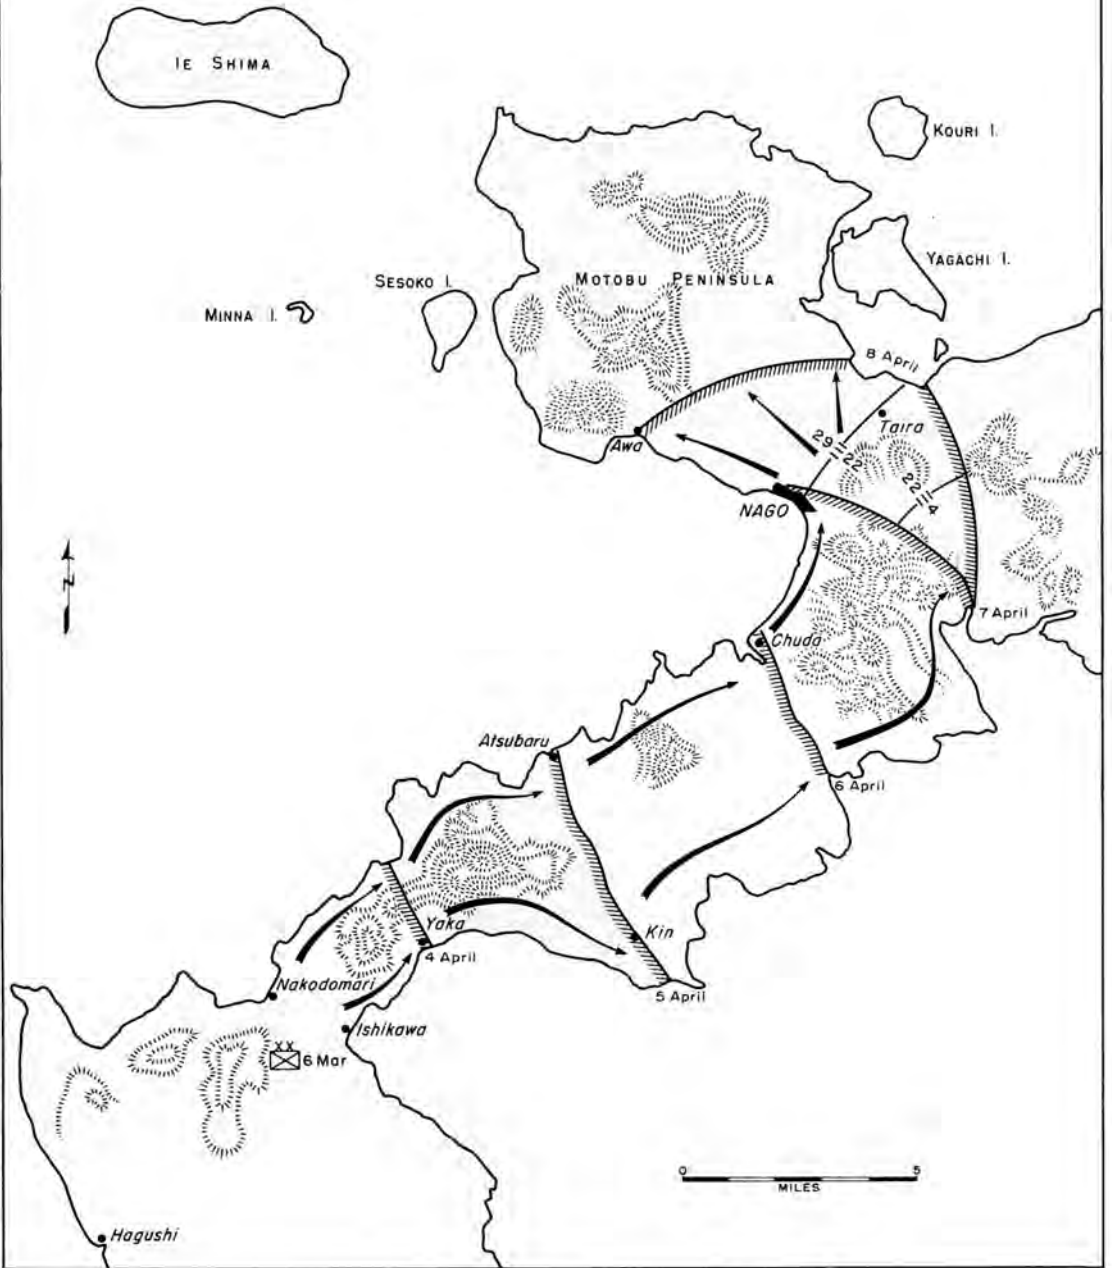 IE SHIMA
KOURI I.
YAGACHI I.
SESOKO I.
MOTOBU PENINSULA
MINNA I.
8 April
Taira
Awa
29 III 22
22 III 4
NAGO
N
7 April
Chuda
Atsubaru
6 April
Yaka
Kin
4 April
Nakodomari
5 April
Ishikawa
XX
6 Mar
0 5
MILES
Hagushi